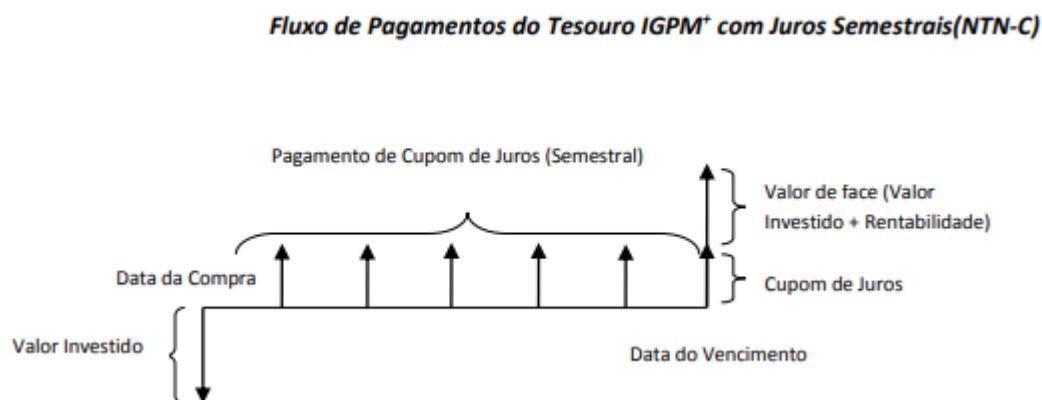 Fluxo de Pagamentos do Tesouro IGPM⁺ com Juros Semestrais(NTN-C)
Pagamento de Cupom de Juros (Semestral)
Valor de face (Valor
Investido + Rentabilidade)
Data da Compra
Cupom de Juros
Valor Investido
Data do Vencimento